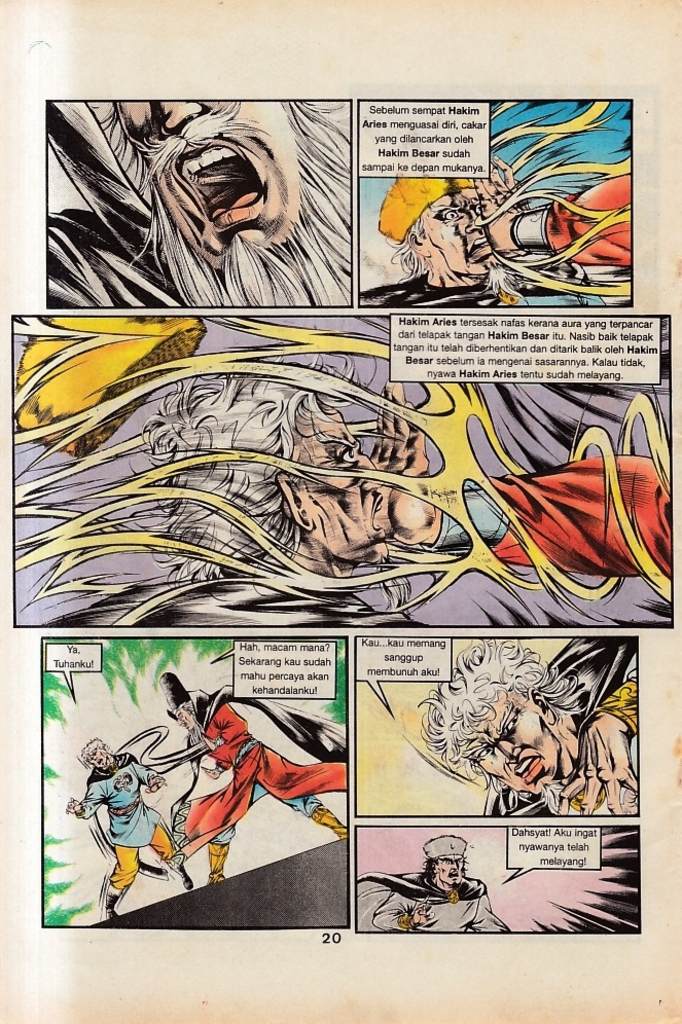 Sebelum sempat Hakim
Aries menguasai diri, cakar
yang dilancarkan oleh
Hakim Besar sudah
sampai ke depan mukanya.
Hakim Aries tersesak nafas kerana aura yang terpancar
dari telapak tangan Hakim Besar itu. Nasib baik telapak
tangan itu telah diberhentikan dan ditarik balik oleh Hakim
Besar sebelum ia mengenai sasarannya. Kalau tidak,
nyawa Hakim Aries tentu sudah melayang.
Ya,
Tuhanku!
Hah, macam mana?
Sekarang kau sudah
mahu percaya akan
kehandalanku!
Kau...kau memang
sanggup
membunuh aku!
Dahsyat! Aku ingat
nyawanya telah
melayang!
20